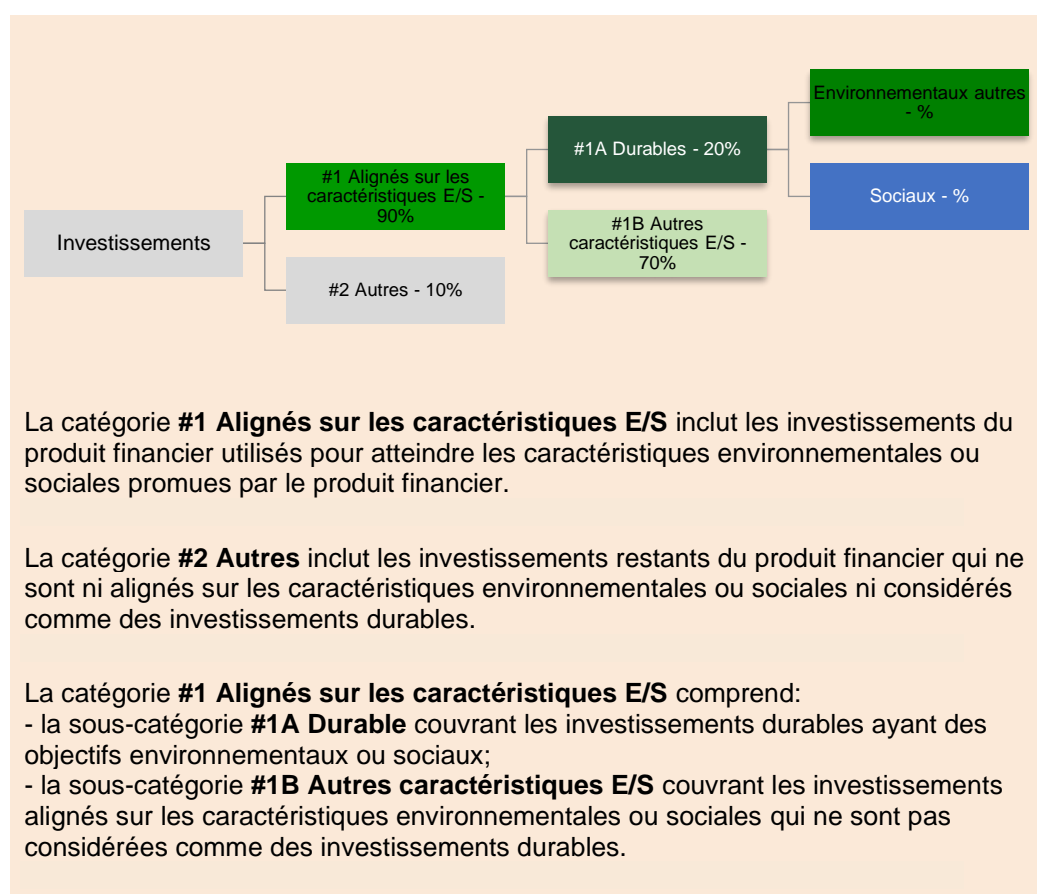 Investissements
#1 Alignés sur les
caractéristiques E/S -
90%
#2 Autres - 10%
#1A Durables - 20%
#1B Autres
caractéristiques E/S -
70%
Environnementaux autres
- %
Sociaux - %
La catégorie #1 Alignés sur les caractéristiques E/S inclut les investissements du
produit financier utilisés pour atteindre les caractéristiques environnementales ou
sociales promues par le produit financier.
La catégorie #2 Autres inclut les investissements restants du produit financier qui ne
sont ni alignés sur les caractéristiques environnementales ou sociales ni considérés
comme des investissements durables.
La catégorie #1 Alignés sur les caractéristiques E/S comprend:
- la sous-catégorie #1A Durable couvrant les investissements durables ayant des
objectifs environnementaux ou sociaux;
- la sous-catégorie #1B Autres caractéristiques E/S couvrant les investissements
alignés sur les caractéristiques environnementales ou sociales qui ne sont pas
considérées comme des investissements durables.